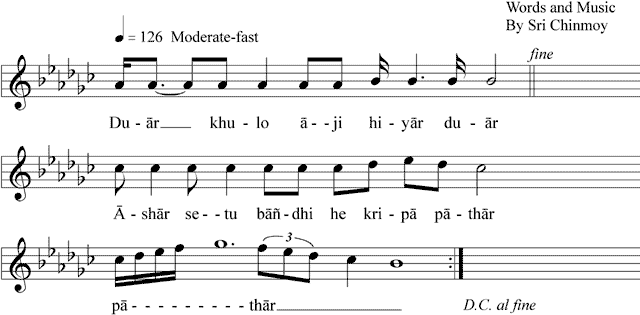 Words and Music
By Sri Chinmoy
= 126 Moderate-fast
fine
Du-ār khu-lo ā--ji hi-yār du-ār
Ā-shār se-tu bāñ-dhi he kri-pā pā-thār
3
pā - - - - - - - - - thār
D.C. al fine